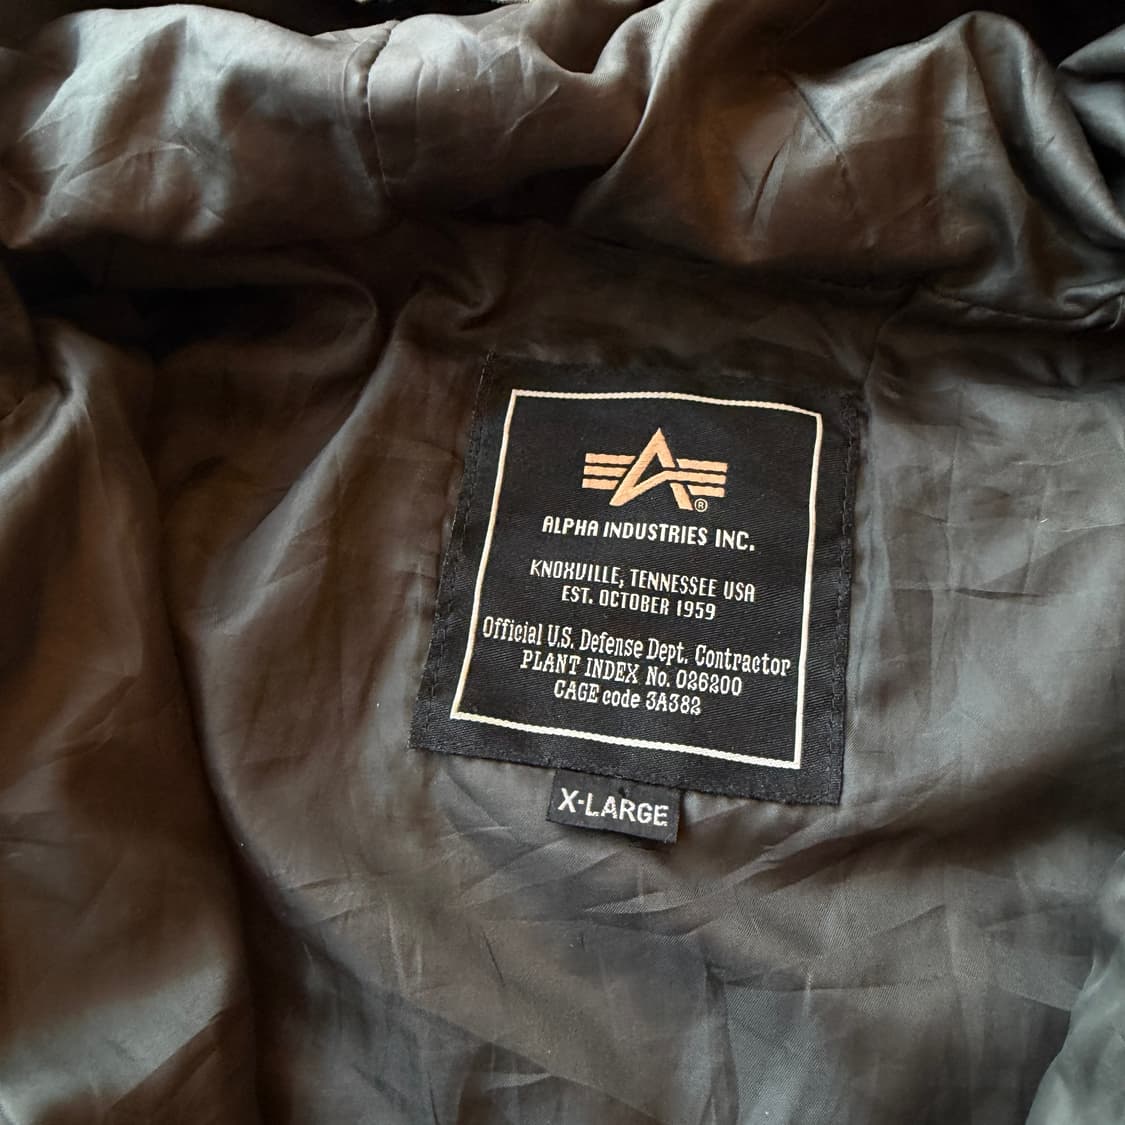 ®
ALPHA INDUSTRIES INC.
KNOXVILLE, TENNESSEE USA
EST. OCTOBER 1959
Official U.S. Defense Dept. Contractor
PLANT INDEX No. 026200
CAGE code 3A382
X-LARGE